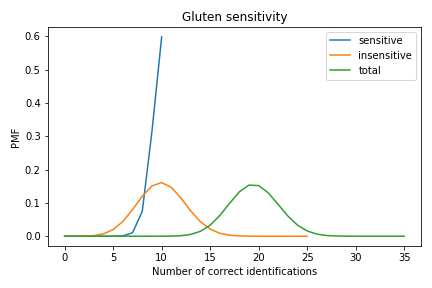 Gluten sensitivity
0.6
0.5
0.4
0.3
0.2
0.1
0.0
PMF
sensitive
insensitive
total
0 5 10 15 20 25 30 35
Number of correct identifications